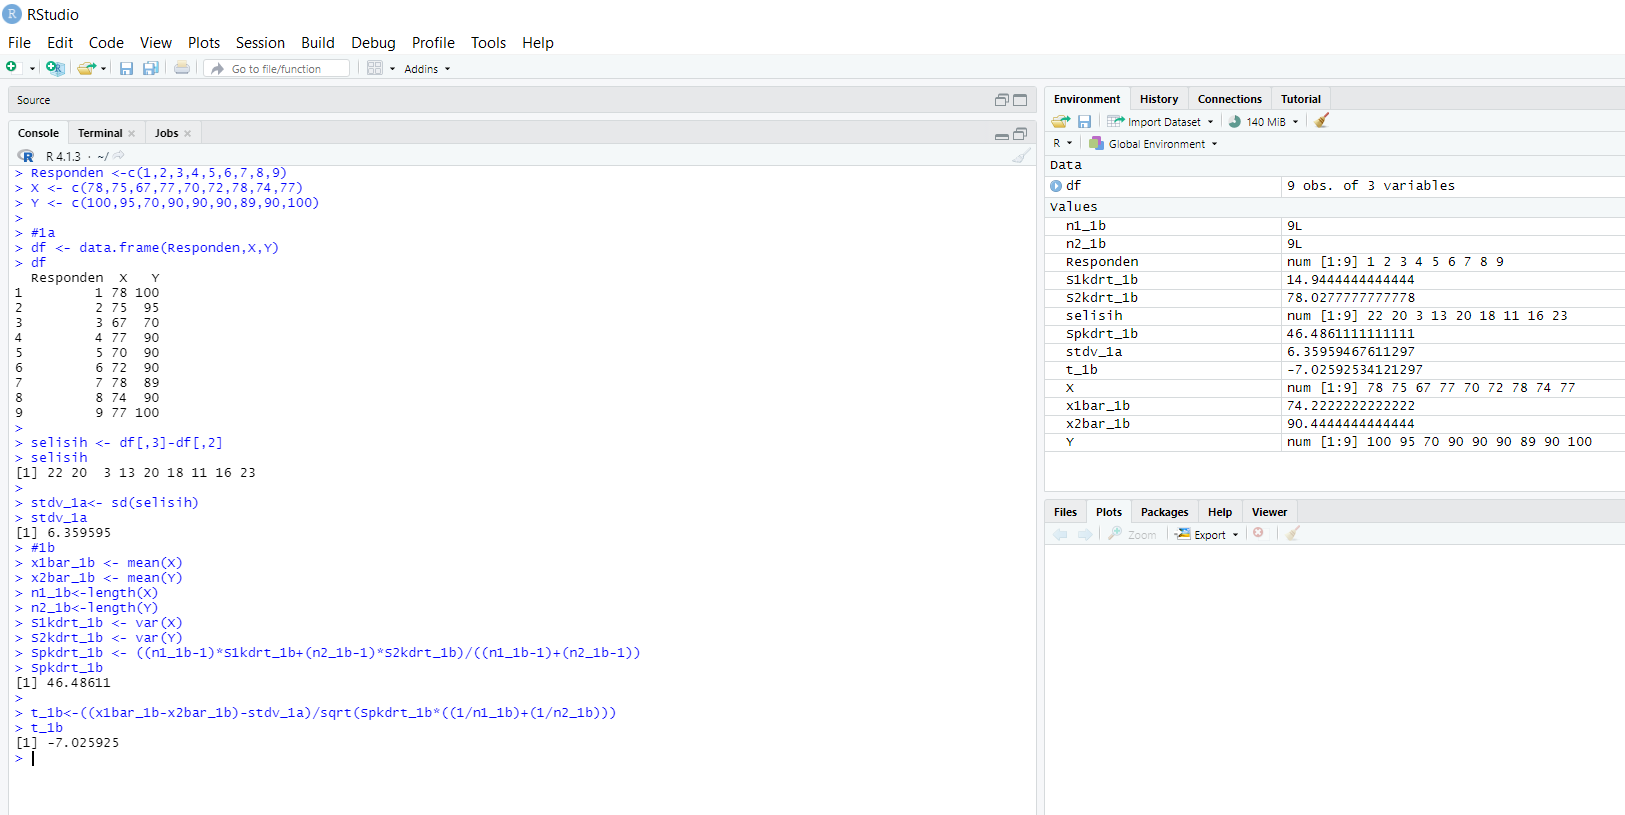 RStudio
File Edit Code View Plots Session Build Debug Profile Tools Help
Go to file/function Addins
Source
Console Terminal Jobs
R 4.1.3 · ~/
> Responden <-c(1,2,3,4,5,6,7,8,9)
> X <- c(78,75,67,77,70,72,78,74,77)
> Y <- c(100,95,70,90,90,90,89,90,100)
>
> #1a
> df <- data.frame(Responden,X,Y)
> df
  Responden  X   Y
1         1 78 100
2         2 75  95
3         3 67  70
4         4 77  90
5         5 70  90
6         6 72  90
7         7 78  89
8         8 74  90
9         9 77 100
>
> selisih <- df[,3]-df[,2]
> selisih
[1] 22 20  3 13 20 18 11 16 23
>
> stdv_1a<- sd(selisih)
> stdv_1a
[1] 6.359595
> #1b
> x1bar_1b <- mean(X)
> x2bar_1b <- mean(Y)
> n1_1b<-length(X)
> n2_1b<-length(Y)
> S1kdrt_1b <- var(X)
> S2kdrt_1b <- var(Y)
> Spkdrt_1b <- ((n1_1b-1)*S1kdrt_1b+(n2_1b-1)*S2kdrt_1b)/((n1_1b-1)+(n2_1b-1))
> Spkdrt_1b
[1] 46.48611
>
> t_1b<-((x1bar_1b-x2bar_1b)-stdv_1a)/sqrt(Spkdrt_1b*((1/n1_1b)+(1/n2_1b)))
> t_1b
[1] -7.025925
>
Environment History Connections Tutorial
Import Dataset 140 MiB
R Global Environment
Data
df 9 obs. of 3 variables
Values
n1_1b 9L
n2_1b 9L
Responden num [1:9] 1 2 3 4 5 6 7 8 9
S1kdrt_1b 14.9444444444444
S2kdrt_1b 78.0277777777778
selisih num [1:9] 22 20 3 13 20 18 11 16 23
Spkdrt_1b 46.4861111111111
stdv_1a 6.35959467611297
t_1b -7.02592534121297
X num [1:9] 78 75 67 77 70 72 78 74 77
x1bar_1b 74.2222222222222
x2bar_1b 90.4444444444444
Y num [1:9] 100 95 70 90 90 90 89 90 100
Files Plots Packages Help Viewer
Zoom Export